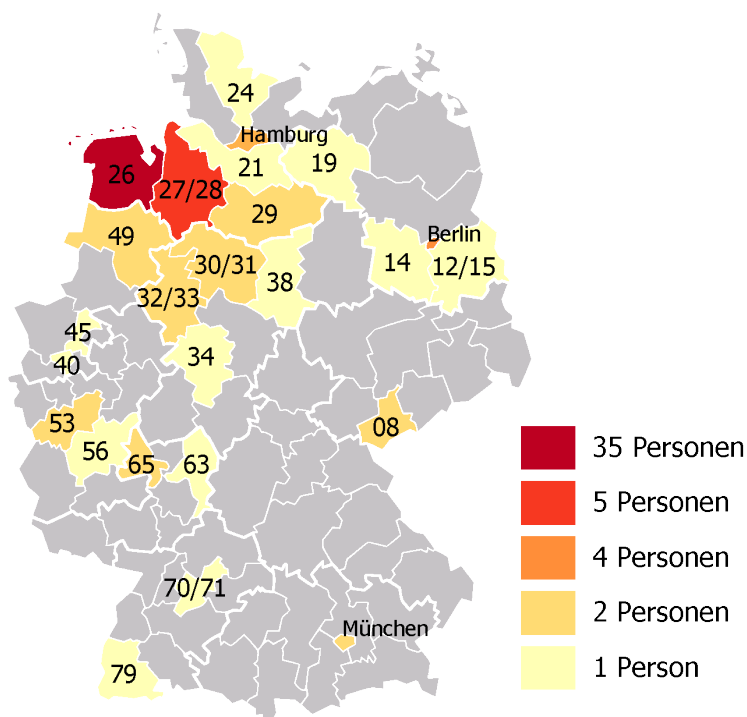 24
Hamburg
26
21
19
27/28
29
49
Berlin
30/31
14
12/15
38
32/33
45
34
40
53
08
56
65
63
35 Personen
5 Personen
4 Personen
70/71
2 Personen
München
79
1 Person